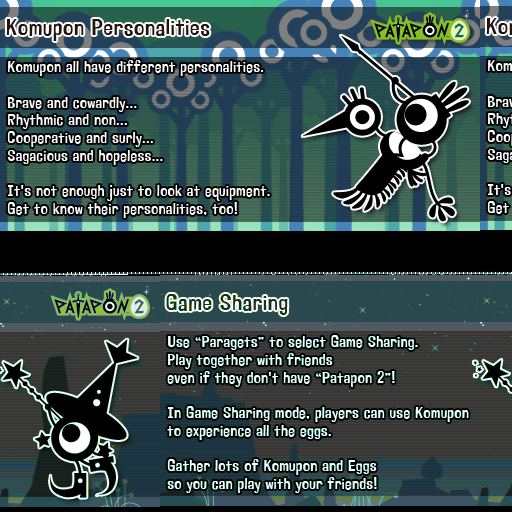 Komupon Personalities
PATAPON 2
Komupon all have different personalities.
Brave and cowardly...
Rhythmic and non...
Cooperative and surly...
Sagacious and hopeless...
It's not enough just to look at equipment.
Get to know their personalities, too!
PATAPON 2
Game Sharing
Use “Paragets” to select Game Sharing.
Play together with friends
even if they don't have “Patapon 2”!
In Game Sharing mode, players can use Komupon
to experience all the eggs.
Gather lots of Komupon and Eggs
so you can play with your friends!